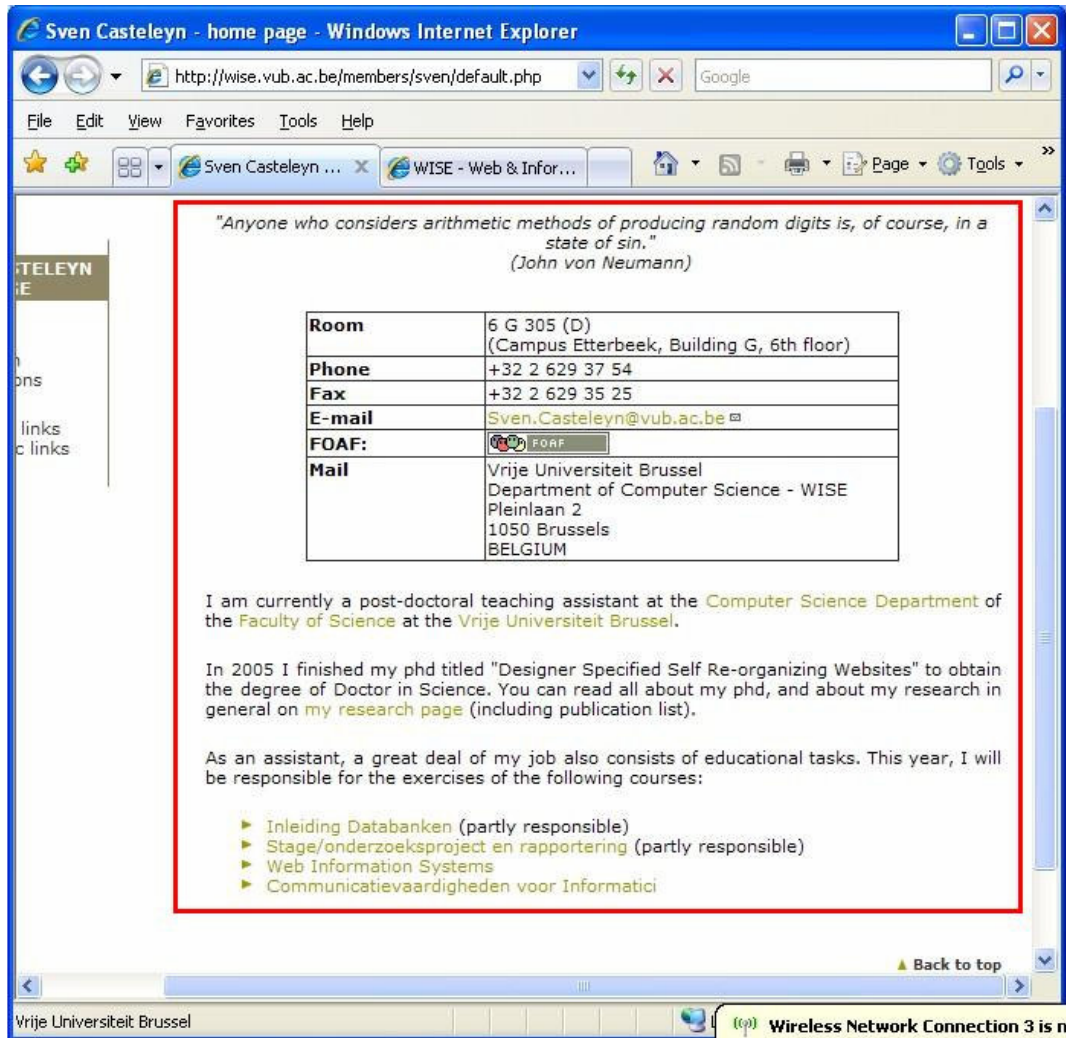 Sven Casteleyn - home page - Windows Internet Explorer
http://wise.vub.ac.be/members/sven/default.php
Google
File Edit View Favorites Tools Help
Sven Casteleyn ... WISE - Web & Infor... Page Tools
"Anyone who considers arithmetic methods of producing random digits is, of course, in a
state of sin."
(John von Neumann)
TELEYN
E
ons
links
c links
Room 6 G 305 (D)
(Campus Etterbeek, Building G, 6th floor)
Phone +32 2 629 37 54
Fax +32 2 629 35 25
E-mail Sven.Casteleyn@vub.ac.be
FOAF: FOAF
Mail Vrije Universiteit Brussel
Department of Computer Science - WISE
Pleinlaan 2
1050 Brussels
BELGIUM
I am currently a post-doctoral teaching assistant at the Computer Science Department of
the Faculty of Science at the Vrije Universiteit Brussel.
In 2005 I finished my phd titled "Designer Specified Self Re-organizing Websites" to obtain
the degree of Doctor in Science. You can read all about my phd, and about my research in
general on my research page (including publication list).
As an assistant, a great deal of my job also consists of educational tasks. This year, I will
be responsible for the exercises of the following courses:
Inleiding Databanken (partly responsible)
Stage/onderzoeksproject en rapportering (partly responsible)
Web Information Systems
Communicatievaardigheden voor Informatici
Back to top
Vrije Universiteit Brussel
Wireless Network Connection 3 is n